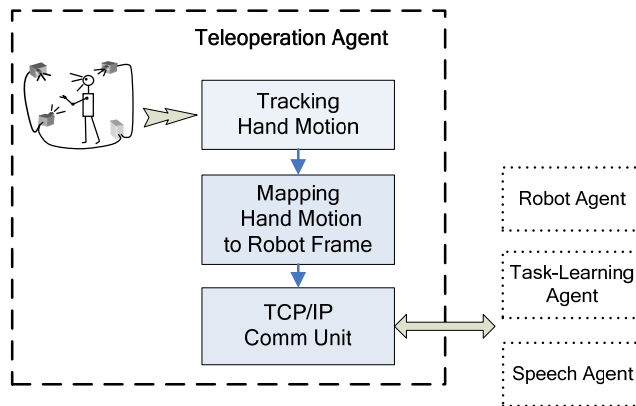 Teleoperation Agent
Tracking
Hand Motion
Mapping
Hand Motion
to Robot Frame
TCP/IP
Comm Unit
Robot Agent
Task-Learning
Agent
Speech Agent